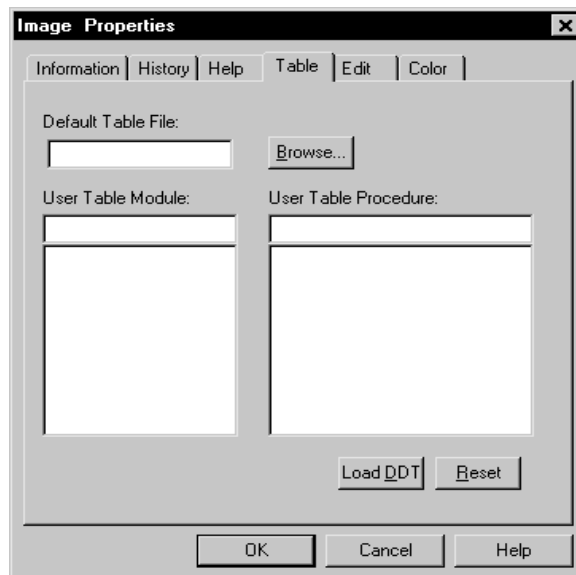 Image Properties
Information History Help Table Edit Color
Default Table File:
Browse...
User Table Module: User Table Procedure:
Load DDT Reset
OK Cancel Help